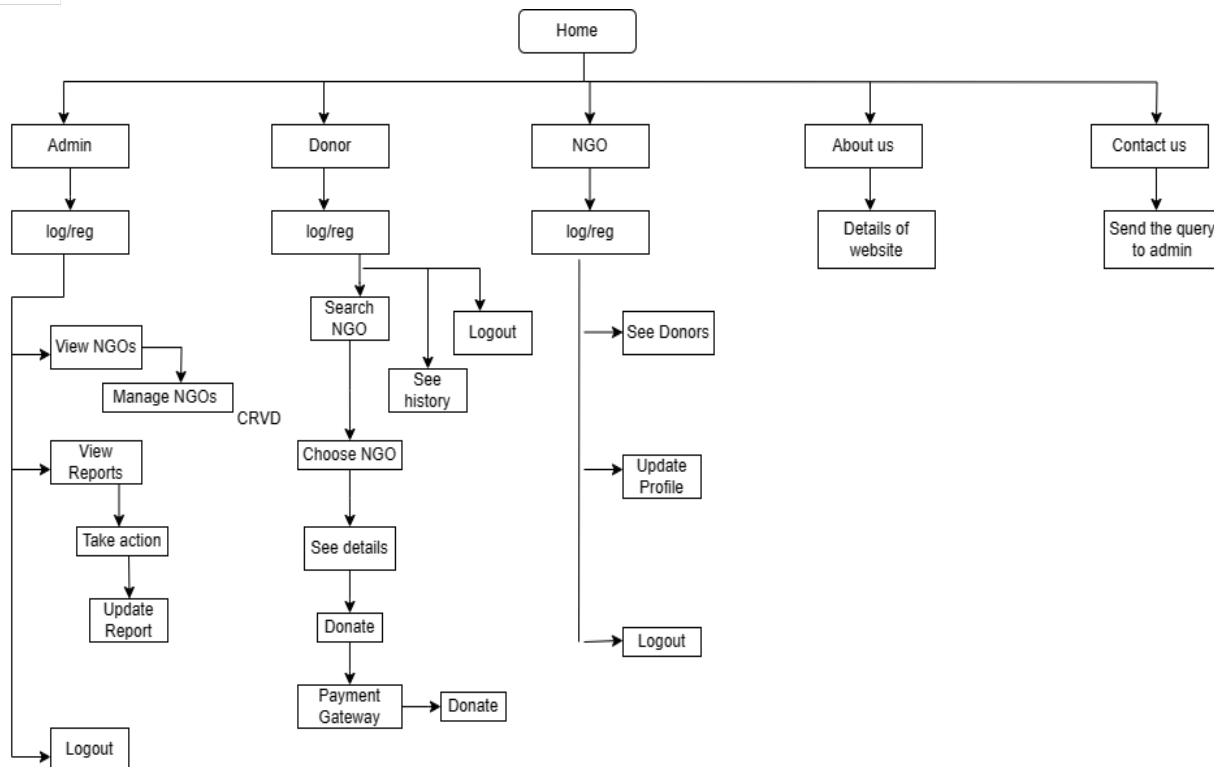 Home
Admin
Donor
NGO
About us
Contact us
log/reg
log/reg
log/reg
Details of
website
Send the query
to admin
Search
NGO
Logout
See Donors
View NGOs
See
history
Manage NGOs
CRVD
View
Reports
Choose NGO
Update
Profile
Take action
See details
Update
Report
Donate
Logout
Payment
Gateway
Donate
Logout